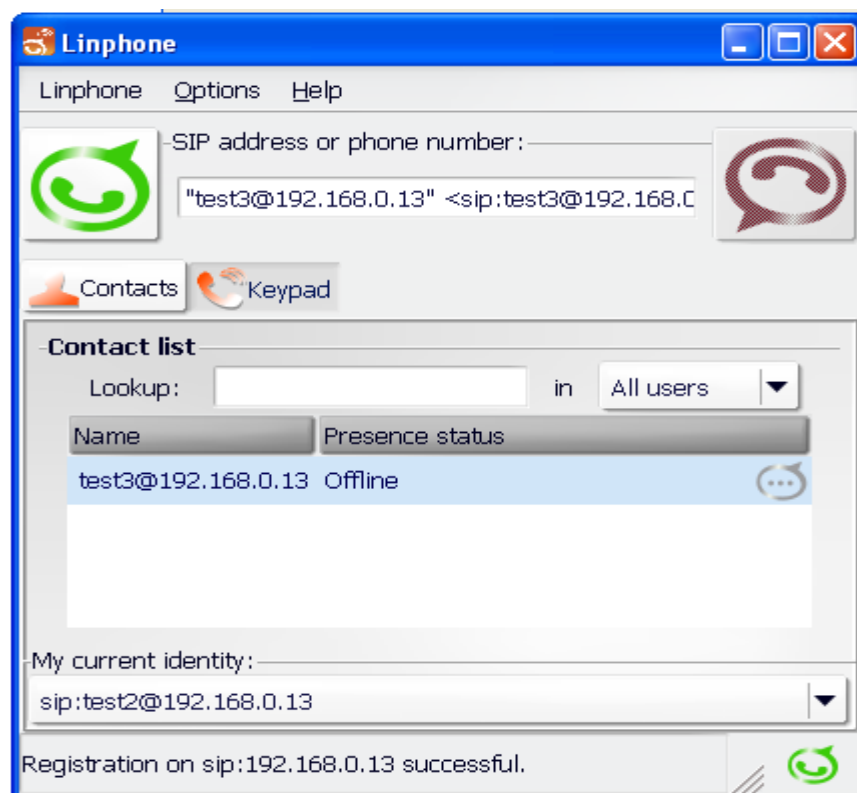 Linphone
Linphone Options Help
SIP address or phone number:
"test3@192.168.0.13" <sip:test3@192.168.0
Contacts Keypad
Contact list
Lookup: in All users
Name Presence status
test3@192.168.0.13 Offline
My current identity:
sip:test2@192.168.0.13
Registration on sip:192.168.0.13 successful.